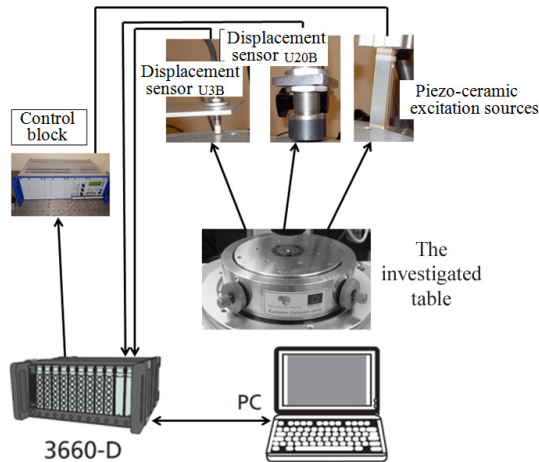 Displacement
sensor U20B
Displacement
sensor U3B
Piezo-ceramic
excitation sources
Control
block
The
investigated
table
PC
3660-D